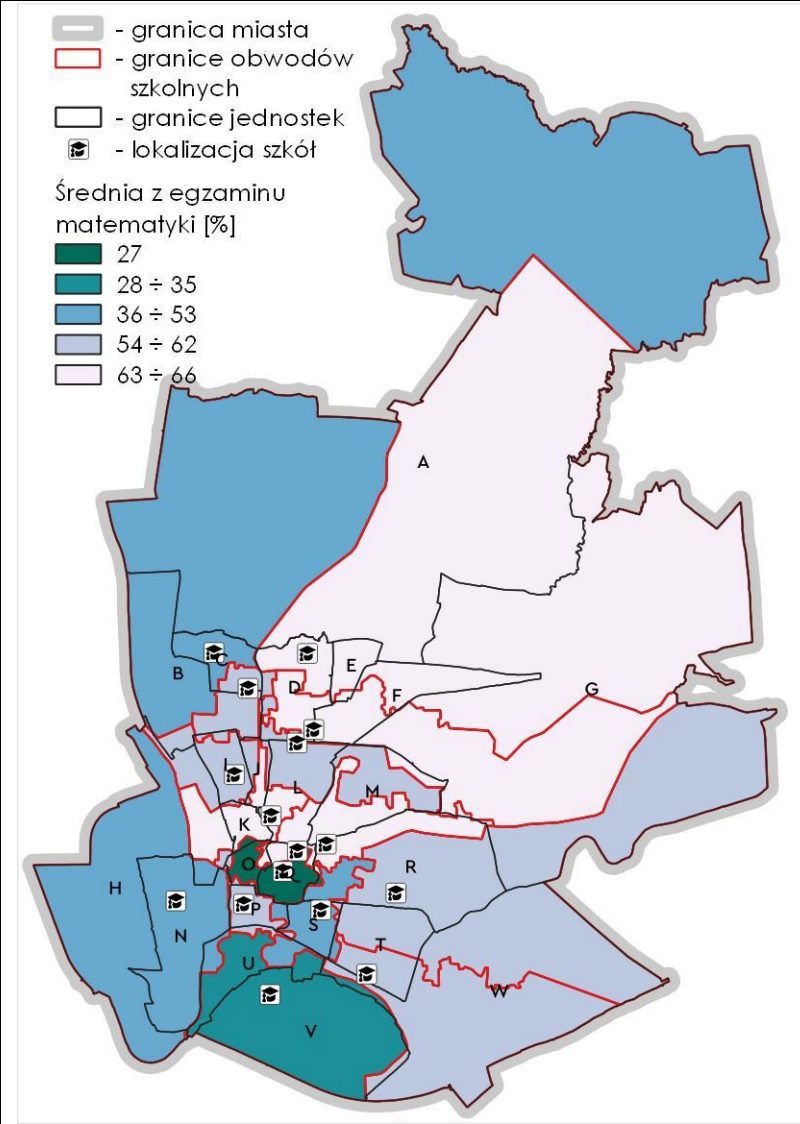 - granica miasta
- granice obwodów
szkolnych
- granice jednostek
- lokalizacja szkół
Średnia z egzaminu
matematyki [%]
27
28 ÷ 35
36 ÷ 53
54 ÷ 62
63 ÷ 66
A
B
C
D
E
F
G
I
J
L
M
K
O
Q
R
H
N
P
S
T
U
V
W